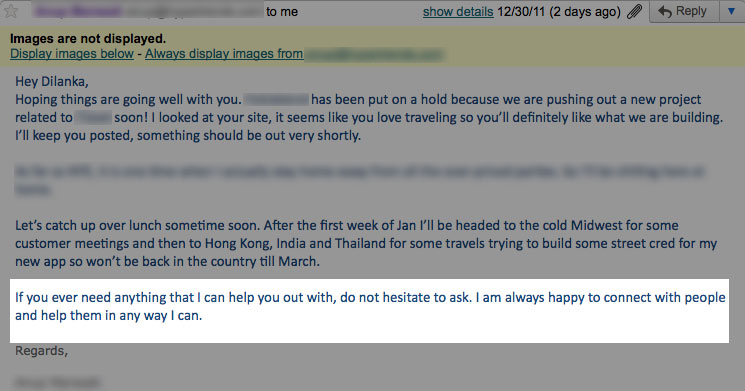 to me show details 12/30/11 (2 days ago) Reply
Images are not displayed.
Display images below - Always display images from
Hey Dilanka,
Hoping things are going well with you. has been put on a hold because we are pushing out a new project
related to soon! I looked at your site, it seems like you love traveling so you'll definitely like what we are building.
I'll keep you posted, something should be out very shortly.
Let's catch up over lunch sometime soon. After the first week of Jan I'll be headed to the cold Midwest for some
customer meetings and then to Hong Kong, India and Thailand for some travels trying to build some street cred for my
new app so won't be back in the country till March.
If you ever need anything that I can help you out with, do not hesitate to ask. I am always happy to connect with people
and help them in any way I can.
Regards,